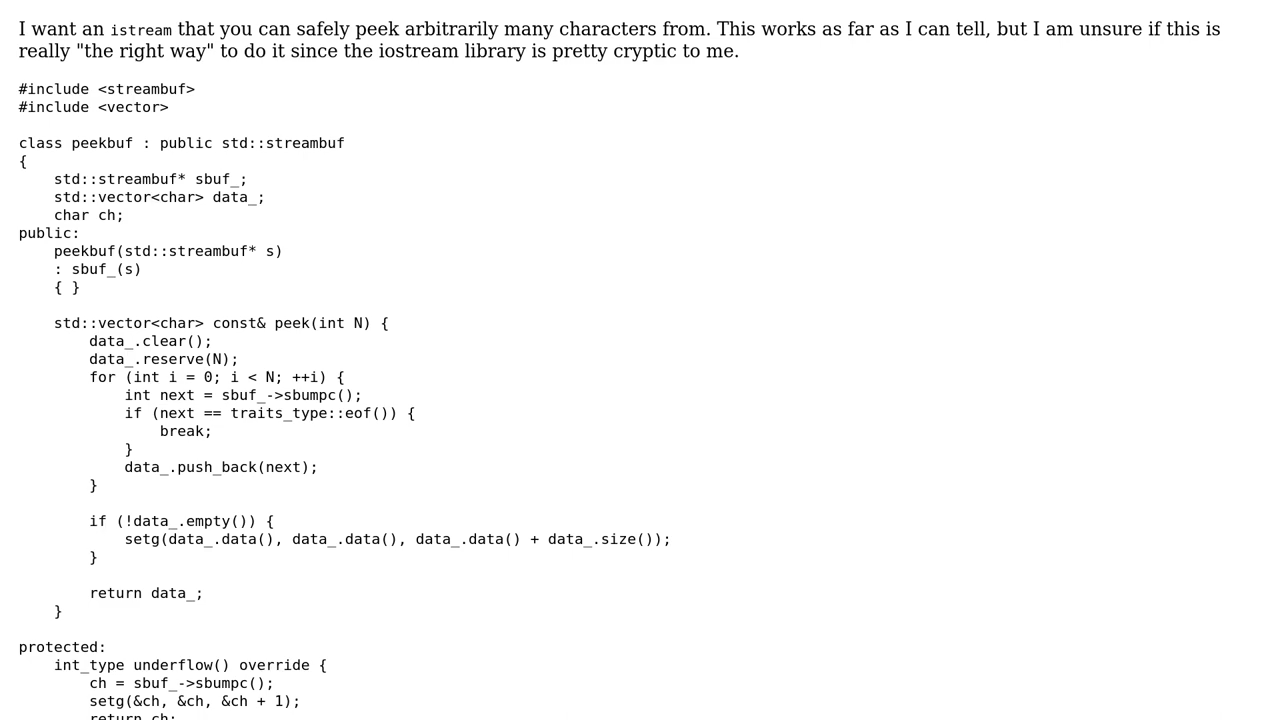 I want an istream that you can safely peek arbitrarily many characters from. This works as far as I can tell, but I am unsure if this is
really "the right way" to do it since the iostream library is pretty cryptic to me.
#include <streambuf>
#include <vector>
class peekbuf : public std::streambuf
{
    std::streambuf* sbuf_;
    std::vector<char> data_;
    char ch;
public:
    peekbuf(std::streambuf* s)
    : sbuf_(s)
    { }
    std::vector<char> const& peek(int N) {
        data_.clear();
        data_.reserve(N);
        for (int i = 0; i < N; ++i) {
            int next = sbuf_->sbumpc();
            if (next == traits_type::eof()) {
                break;
            }
            data_.push_back(next);
        }
        if (!data_.empty()) {
            setg(data_.data(), data_.data(), data_.data() + data_.size());
        }
        return data_;
    }
protected:
    int_type underflow() override {
        ch = sbuf_->sbumpc();
        setg(&ch, &ch, &ch + 1);
        return ch;